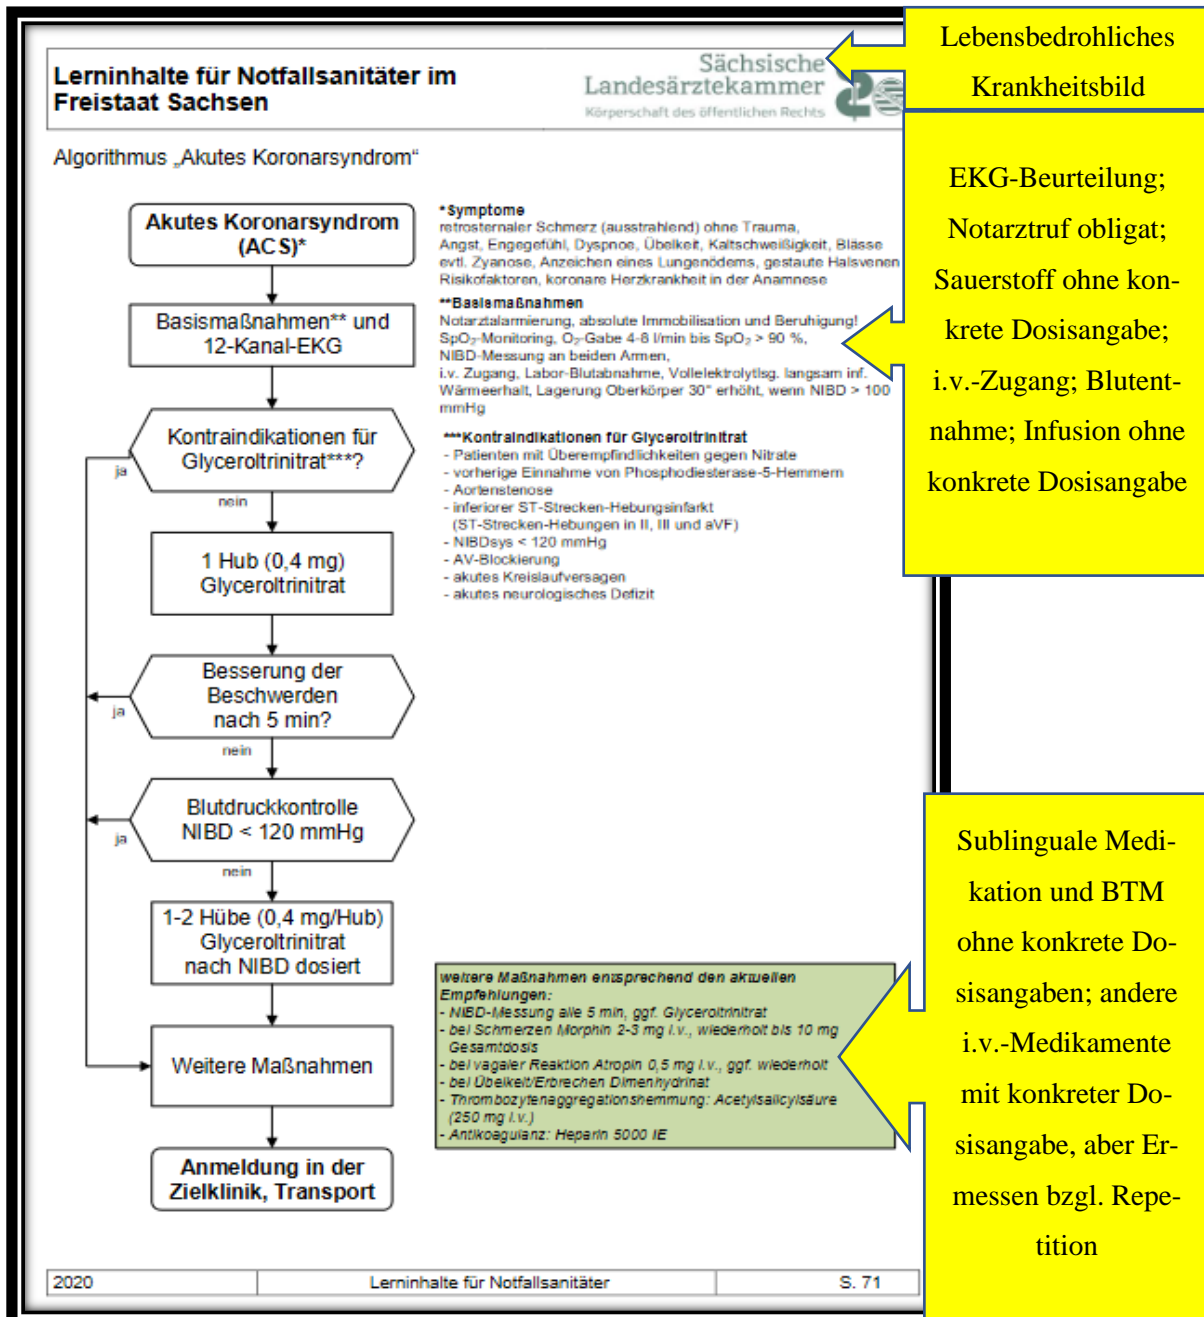 Lerninhalte für Notfallsanitäter im
Freistaat Sachsen
Sächsische
Landesärztekammer
Körperschaft des öffentlichen Rechts
Lebensbedrohliches
Krankheitsbild
Algorithmus „Akutes Koronarsyndrom“
Akutes Koronarsyndrom
(ACS)*
Basismaßnahmen** und
12-Kanal-EKG
Kontraindikationen für
Glyceroltrinitrat***?
ja
nein
1 Hub (0,4 mg)
Glyceroltrinitrat
Besserung der
Beschwerden
nach 5 min?
ja
nein
Blutdruckkontrolle
NIBD < 120 mmHg
ja
nein
1-2 Hübe (0,4 mg/Hub)
Glyceroltrinitrat
nach NIBD dosiert
Weitere Maßnahmen
Anmeldung in der
Zielklinik, Transport
*Symptome
retrosternaler Schmerz (ausstrahlend) ohne Trauma,
Angst, Engegefühl, Dyspnoe, Übelkeit, Kaltschweißigkeit, Blässe
evtl. Zyanose, Anzeichen eines Lungenödems, gestaute Halsvenen
Risikofaktoren, koronare Herzkrankheit in der Anamnese
**Basismaßnahmen
Notarztalarmierung, absolute Immobilisation und Beruhigung!
SpO₂-Monitoring, O₂-Gabe 4-8 l/min bis SpO₂ > 90 %,
NIBD-Messung an beiden Armen,
i.v. Zugang, Labor-Blutabnahme, Vollelektrolytlsg. langsam inf.
Wärmeerhalt, Lagerung Oberkörper 30° erhöht, wenn NIBD > 100
mmHg
***Kontraindikationen für Glyceroltrinitrat
- Patienten mit Überempfindlichkeiten gegen Nitrate
- vorherige Einnahme von Phosphodiesterase-5-Hemmern
- Aortenstenose
- inferiorer ST-Strecken-Hebungsinfarkt
(ST-Strecken-Hebungen in II, III und aVF)
- NIBDsys < 120 mmHg
- AV-Blockierung
- akutes Kreislaufversagen
- akutes neurologisches Defizit
weitere Maßnahmen entsprechend den aktuellen
Empfehlungen:
- NIBD-Messung alle 5 min, ggf. Glyceroltrinitrat
- bei Schmerzen Morphin 2-3 mg i.v., wiederholt bis 10 mg
Gesamtdosis
- bei vagaler Reaktion Atropin 0,5 mg i.v., ggf. wiederholt
- bei Übelkeit/Erbrechen Dimenhydrinat
- Thrombozytenaggregationshemmung: Acetylsalicylsäure
(250 mg i.v.)
- Antikoagulanz: Heparin 5000 IE
EKG-Beurteilung;
Notarztruf obligat;
Sauerstoff ohne kon-
krete Dosisangabe;
i.v.-Zugang; Blutent-
nahme; Infusion ohne
konkrete Dosisangabe
Sublinguale Medi-
kation und BTM
ohne konkrete Do-
sisangaben; andere
i.v.-Medikamente
mit konkreter Do-
sisangabe, aber Er-
messen bzgl. Repe-
tition
2020
Lerninhalte für Notfallsanitäter
S. 71